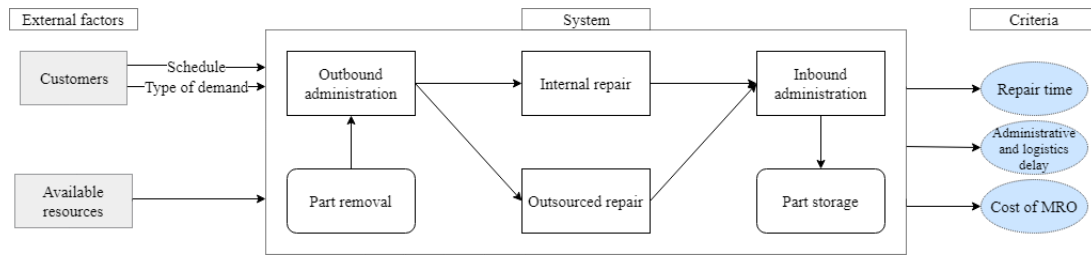 External factors
System
Criteria
Customers
Schedule
Type of demand
Outbound
administration
Internal repair
Inbound
administration
Repair time
Administrative
and logistics
delay
Available
resources
Part removal
Outsourced repair
Part storage
Cost of MRO